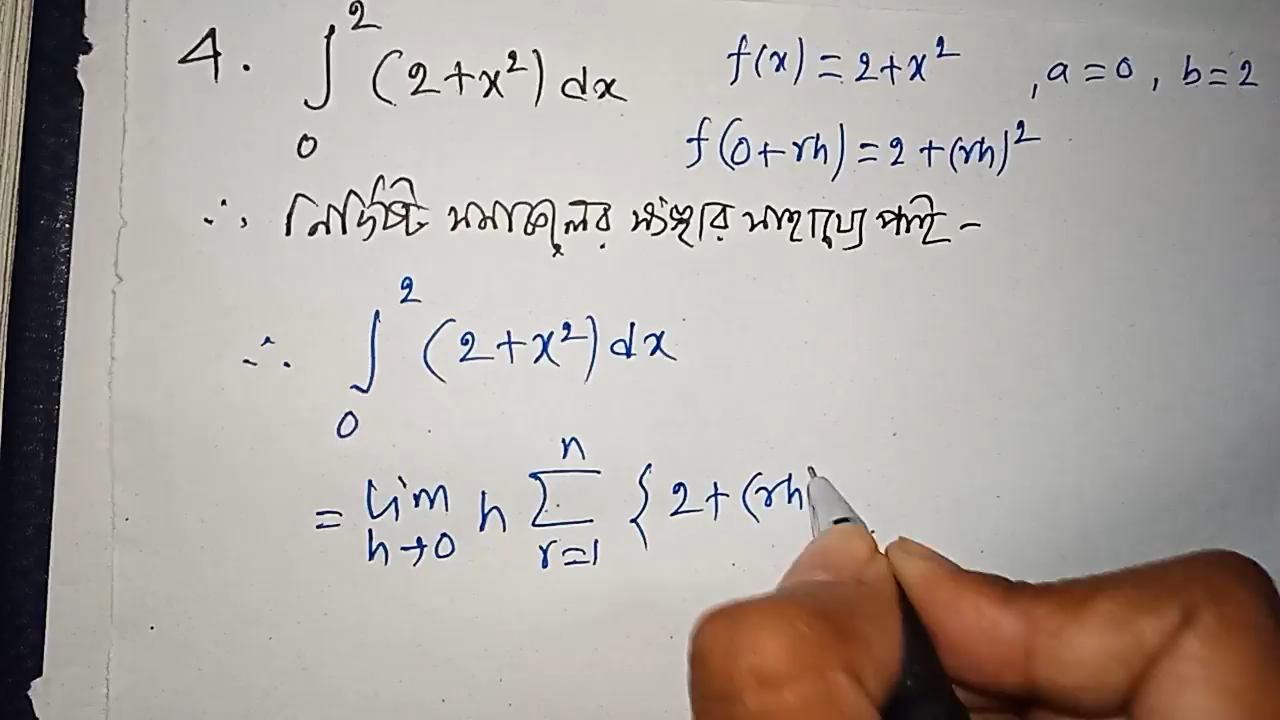 4. ∫₀² (2+x²) dx f(x) = 2+x² , a=0, b=2
f(0+rh) = 2+(rh)²
∴ নির্দিষ্ট সমাকলের সংজ্ঞার সাহায্যে পাই -
∴ ∫₀² (2+x²) dx
= lim h→0 h ∑ r=1 n { 2+(rh)